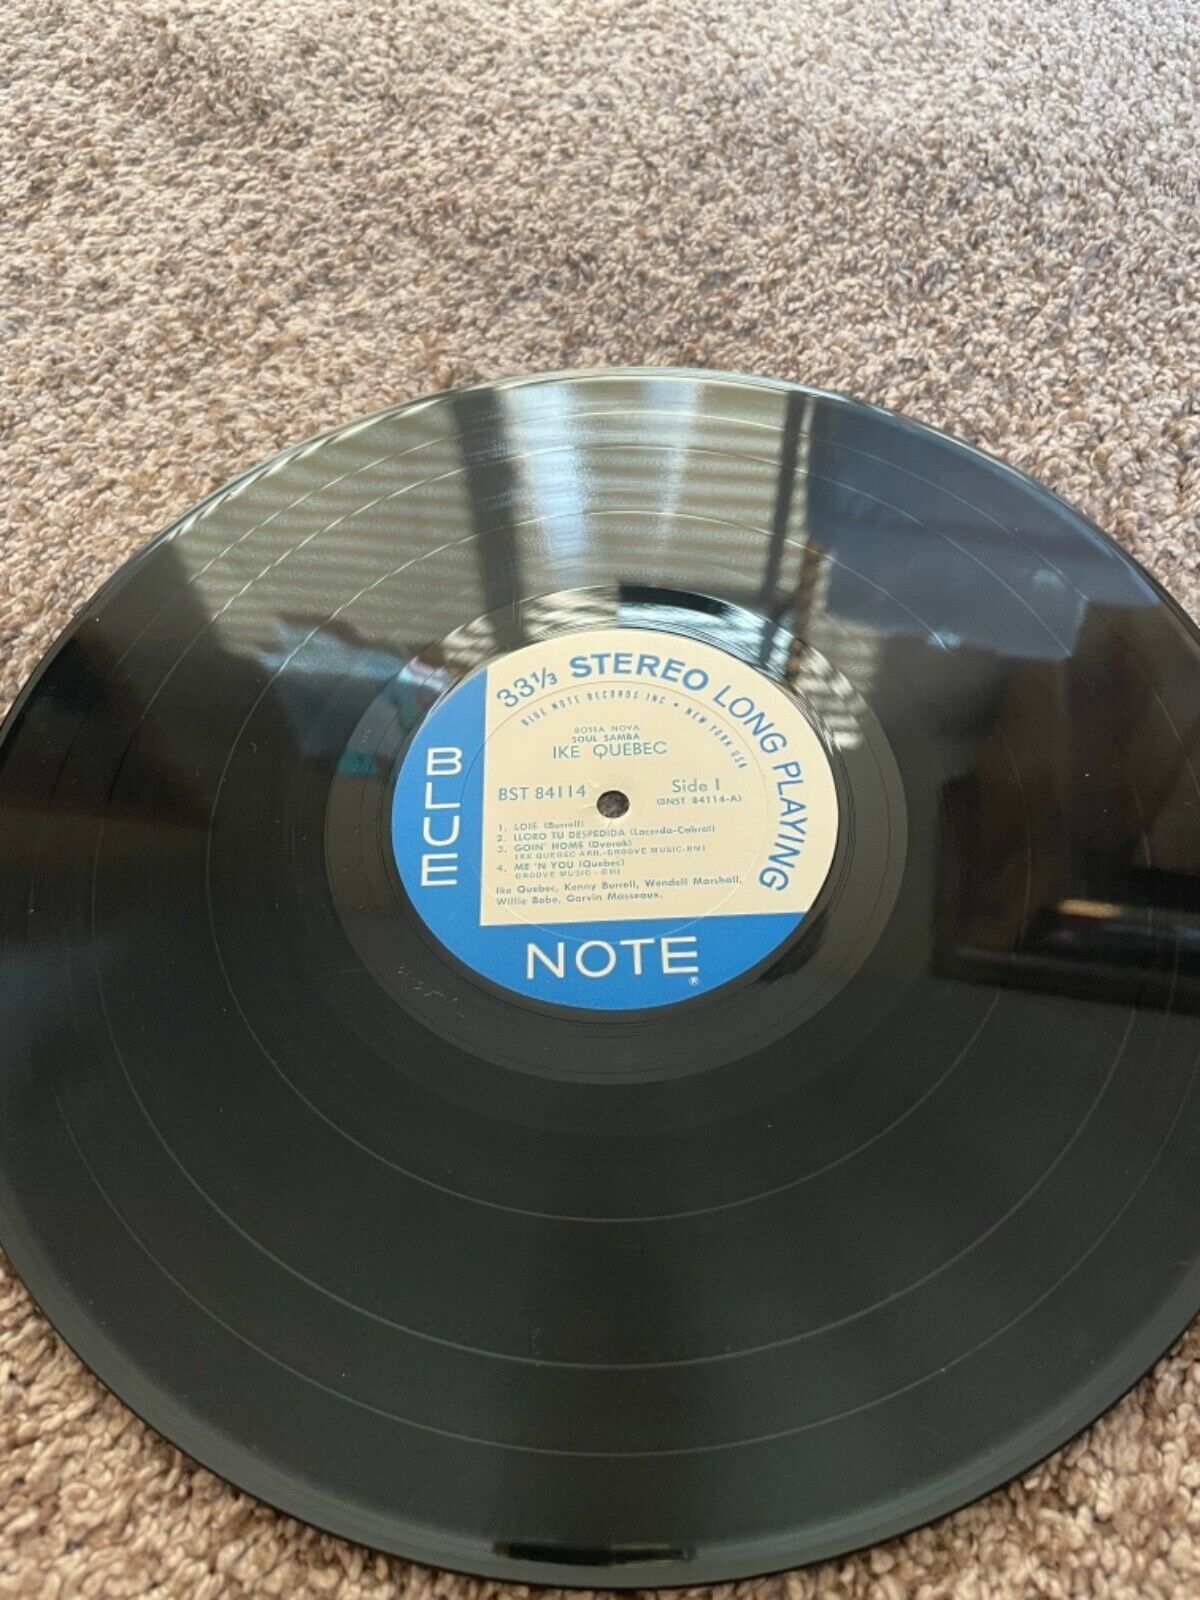 33⅓ STEREO LONG PLAYING
BLUE NOTE RECORDS INC • NEW YORK USA
BOSSA NOVA
SOUL SAMBA
IKE QUEBEC
BST 84114
Side 1
(BNST 84114-A)
1. LOIE (Burrell)
2. LLORO TU DESPEDIDA (Lacerda-Cabral)
3. GOIN' HOME (Dvorak)
IKE QUEBEC ARR.-GROOVE MUSIC-BMI
4. ME 'N YOU (Quebec)
GROOVE MUSIC - BMI
Ike Quebec, Kenny Burrell, Wendell Marshall,
Willie Bobo, Garvin Masseaux.
BLUE
NOTE®